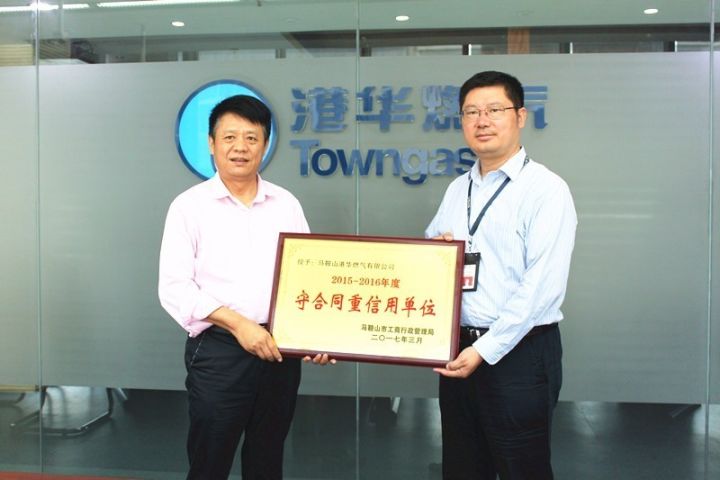 港华燃气
Towngas
授予:马鞍山港华燃气有限公司
2015-2016年度
守合同重信用单位
马鞍山市工商行政管理局
二〇一七年三月